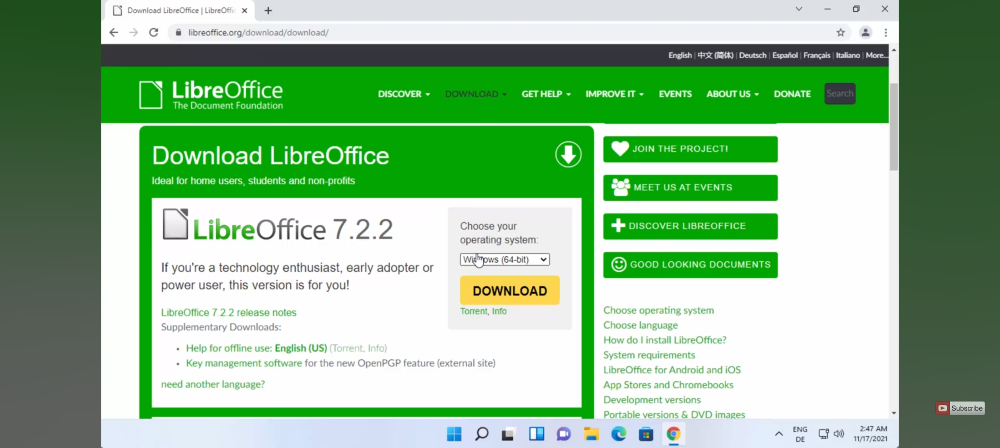 Download LibreOffice | LibreOffic
libreoffice.org/download/download/
English | 中文 (简体) | Deutsch | Español | Français | Italiano | More...
LibreOffice
The Document Foundation
DISCOVER DOWNLOAD GET HELP IMPROVE IT EVENTS ABOUT US DONATE Search
Download LibreOffice
Ideal for home users, students and non-profits
LibreOffice 7.2.2
If you're a technology enthusiast, early adopter or
power user, this version is for you!
LibreOffice 7.2.2 release notes
Supplementary Downloads:
• Help for offline use: English (US) (Torrent, Info)
• Key management software for the new OpenPGP feature (external site)
need another language?
Choose your
operating system:
Windows (64-bit)
DOWNLOAD
Torrent, Info
JOIN THE PROJECT!
MEET US AT EVENTS
DISCOVER LIBREOFFICE
GOOD LOOKING DOCUMENTS
Choose operating system
Choose language
How do I install LibreOffice?
System requirements
LibreOffice for Android and iOS
App Stores and Chromebooks
Development versions
Portable versions & DVD images
Subscribe
ENG
DE
2:47 AM
11/17/2021